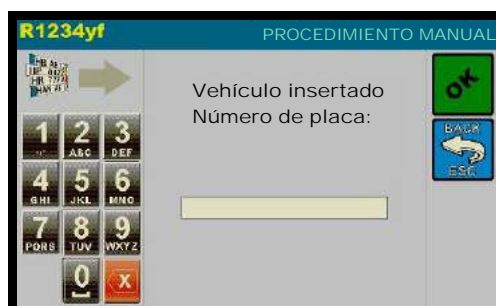 R1234yf
PROCEDIMIENTO MANUAL
Vehículo insertado
Número de placa:
OK
BACK
ESC
1
2 ABC
3 DEF
4 GHI
5 JKL
6 MNO
7 PQRS
8 TUV
9 WXYZ
0
X